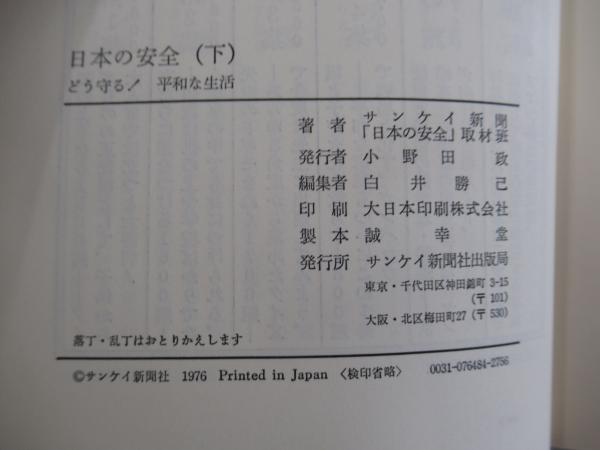 日本の安全（下）
どう守る！ 平和な生活
著者 サンケイ新聞
「日本の安全」取材班
発行者 小野田政
編集者 白井勝己
印刷 大日本印刷株式会社
製本 誠幸堂
発行所 サンケイ新聞社出版局
東京・千代田区神田錦町 3-15
（〒 101）
大阪・北区梅田町27（〒 530）
落丁・乱丁はおとりかえします
©サンケイ新聞社 1976 Printed in Japan 〈検印省略〉 0031-076484-2756